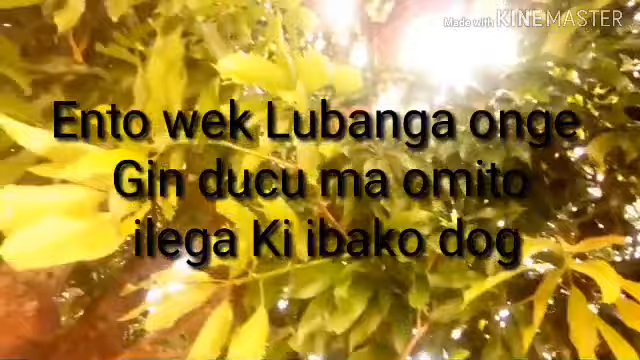 Made with KINEMASTER
Ento wek Lubanga onge
Gin ducu ma omito
ilega Ki ibako dog